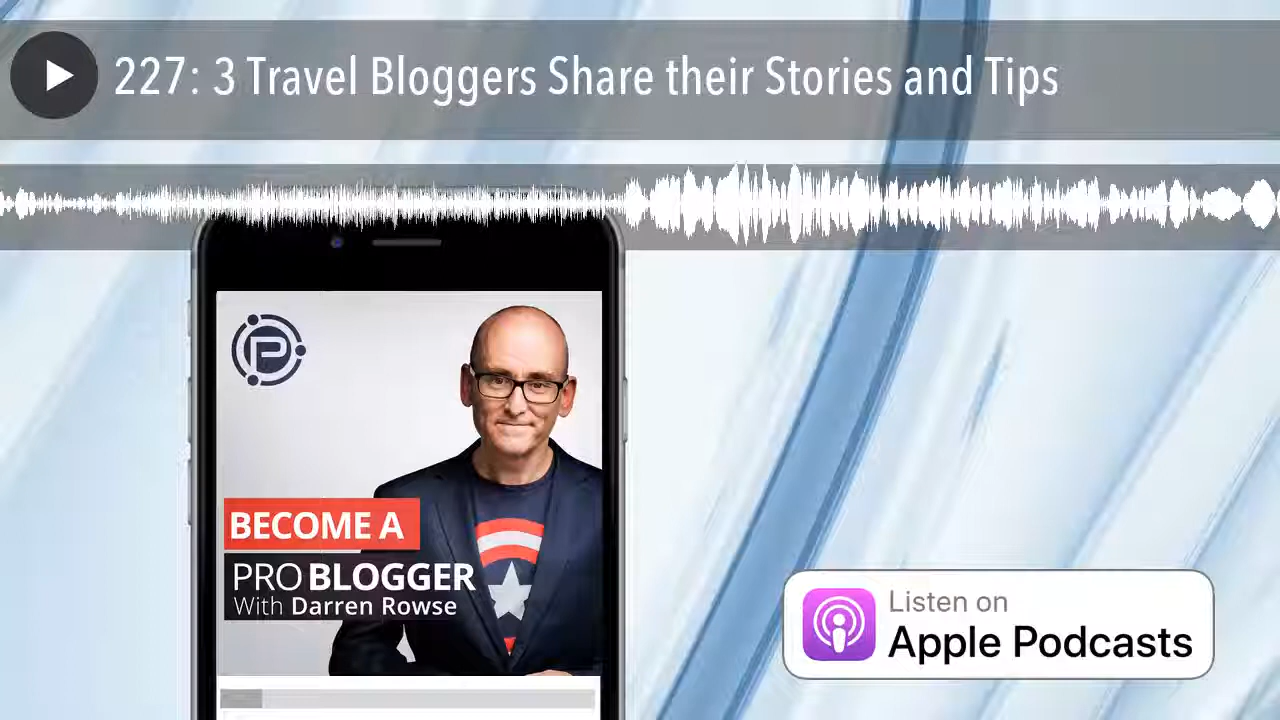 227: 3 Travel Bloggers Share their Stories and Tips
P
BECOME A
PRO BLOGGER
With Darren Rowse
Listen on
Apple Podcasts